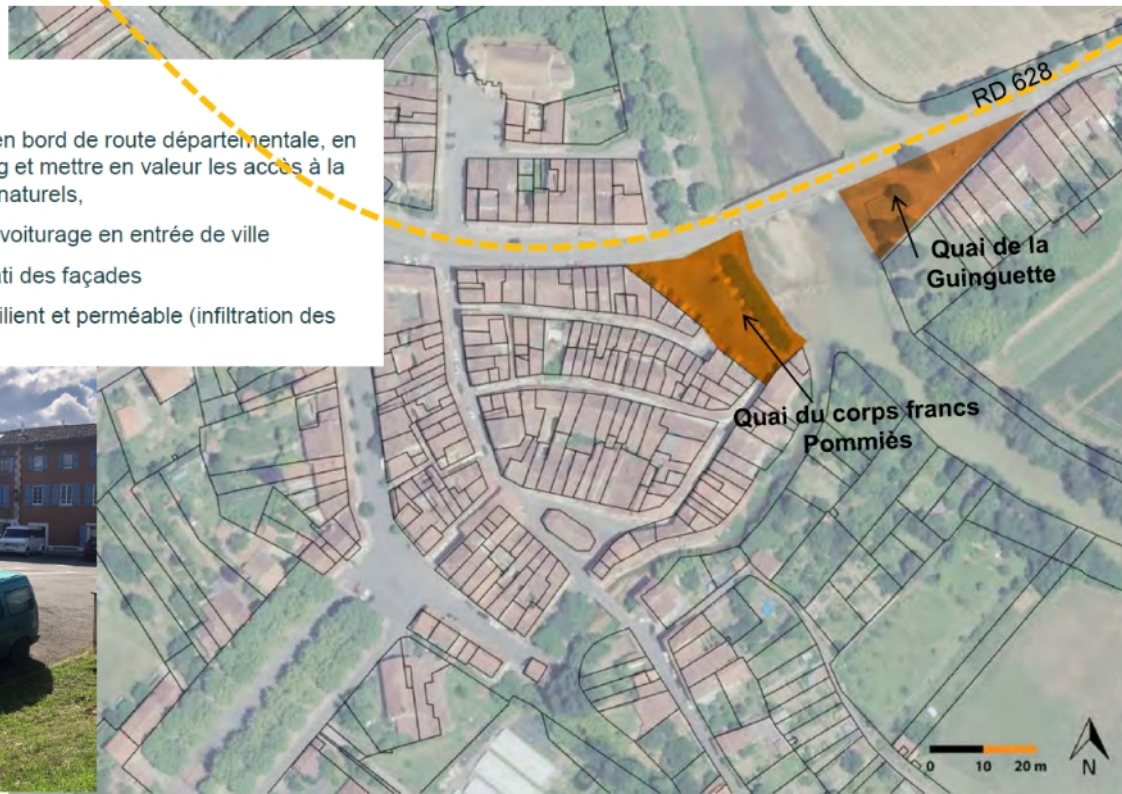 en bord de route départementale, en
g et mettre en valeur les accès à la
naturels,
voiturage en entrée de ville
ti des façades
ilient et perméable (infiltration des
RD 628
Quai de la
Guinguette
Quai du corps francs
Pommiès
0 10 20 m
N